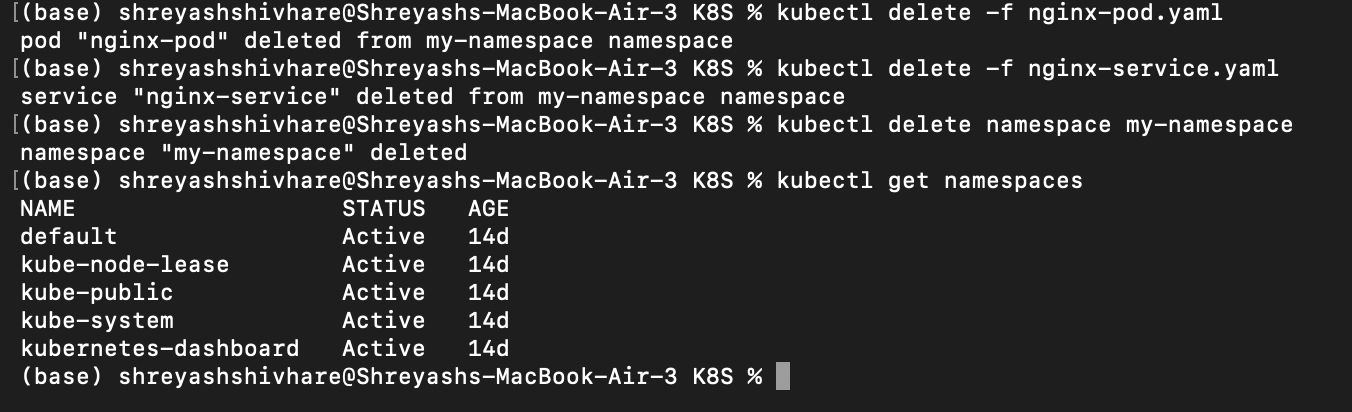 [(base) shreyashshivhare@Shreyashs-MacBook-Air-3 K8S % kubectl delete -f nginx-pod.yaml
pod "nginx-pod" deleted from my-namespace namespace
[(base) shreyashshivhare@Shreyashs-MacBook-Air-3 K8S % kubectl delete -f nginx-service.yaml
service "nginx-service" deleted from my-namespace namespace
[(base) shreyashshivhare@Shreyashs-MacBook-Air-3 K8S % kubectl delete namespace my-namespace
namespace "my-namespace" deleted
[(base) shreyashshivhare@Shreyashs-MacBook-Air-3 K8S % kubectl get namespaces
NAME STATUS AGE
default Active 14d
kube-node-lease Active 14d
kube-public Active 14d
kube-system Active 14d
kubernetes-dashboard Active 14d
(base) shreyashshivhare@Shreyashs-MacBook-Air-3 K8S %